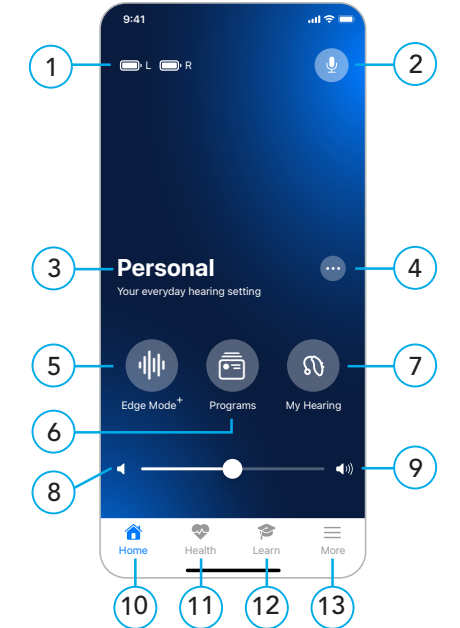 9:41
1
L R
2
3
Personal
4
Your everyday hearing setting
5
7
Edge Mode+ Programs My Hearing
6
8
9
Home Health Learn More
10 11 12 13